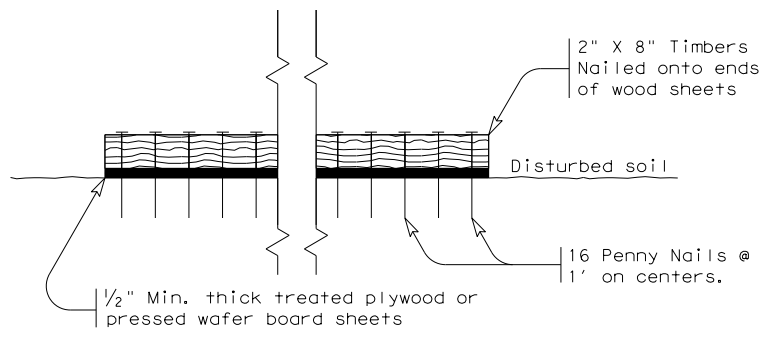 2" X 8" Timbers
Nailed onto ends
of wood sheets
Disturbed soil
16 Penny Nails @
1' on centers.
1/2" Min. thick treated plywood or
pressed wafer board sheets